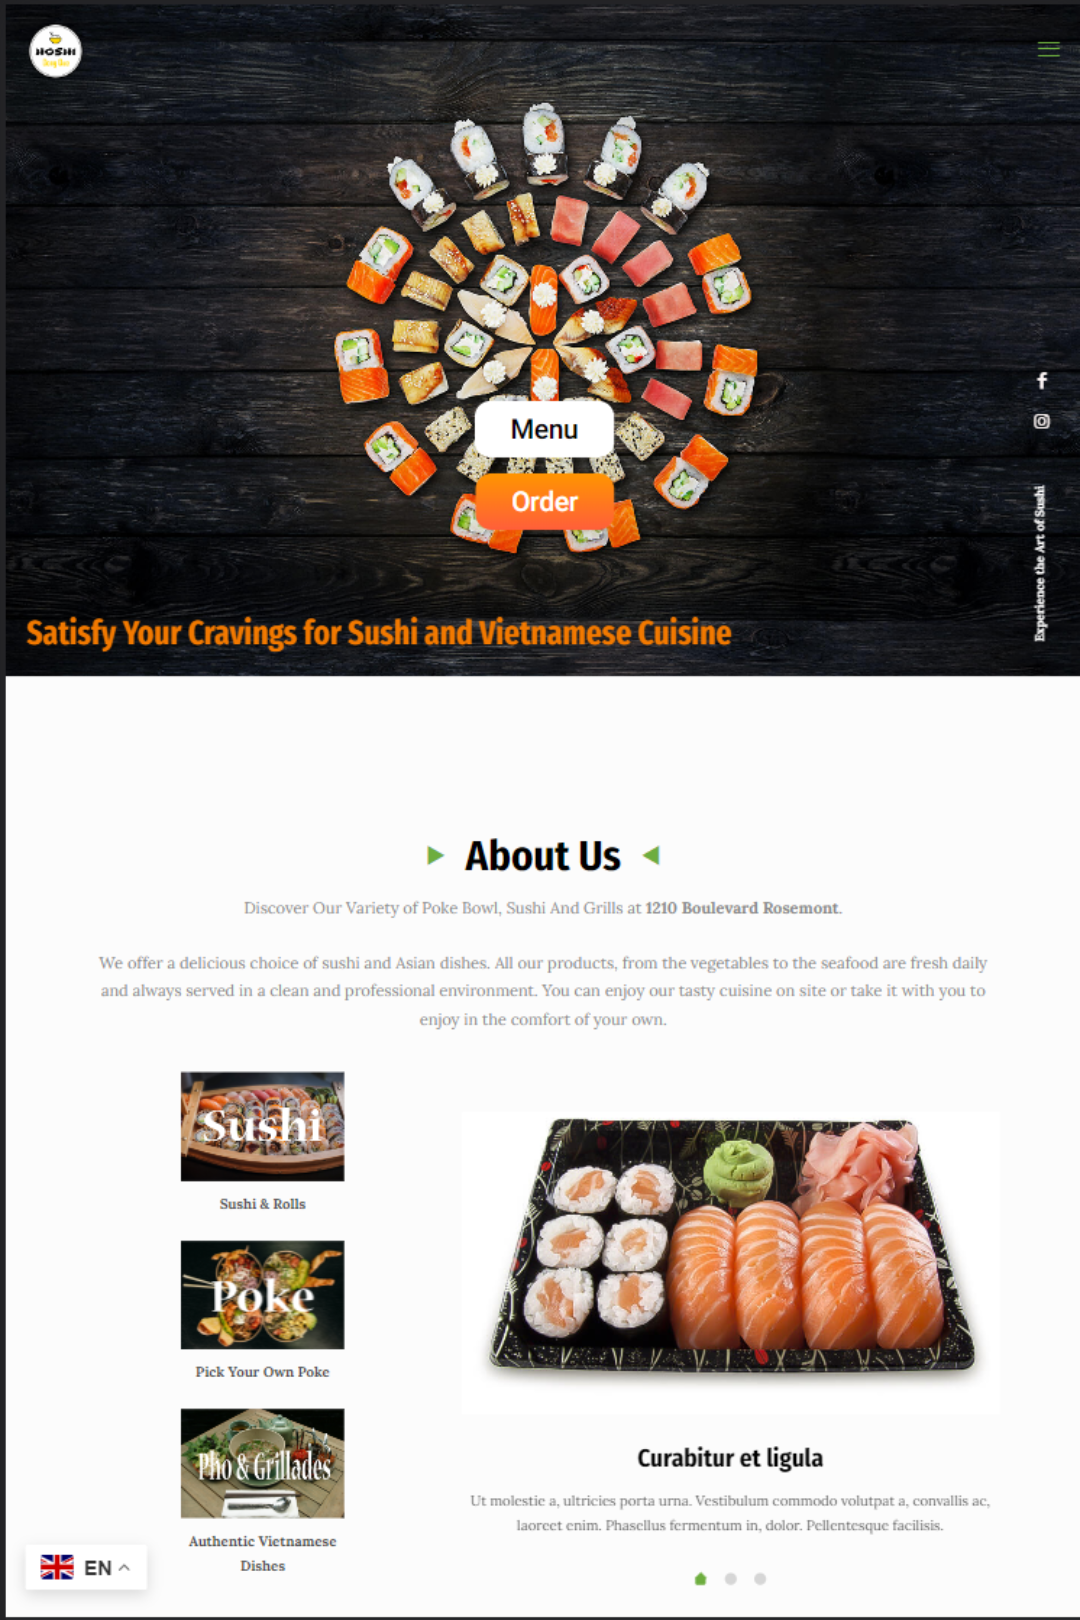 HOSHI
Menu
Order
Experience the Art of Sushi
Satisfy Your Cravings for Sushi and Vietnamese Cuisine
About Us
Discover Our Variety of Poke Bowl, Sushi And Grills at 1210 Boulevard Rosemont.
We offer a delicious choice of sushi and Asian dishes. All our products, from the vegetables to the seafood are fresh daily
and always served in a clean and professional environment. You can enjoy our tasty cuisine on site or take it with you to
enjoy in the comfort of your own.
Sushi
Sushi & Rolls
Poke
Pick Your Own Poke
Pho & Grillades
Authentic Vietnamese
Dishes
Curabitur et ligula
Ut molestie a, ultricies porta urna. Vestibulum commodo volutpat a, convallis ac,
laoreet enim. Phasellus fermentum in, dolor. Pellentesque facilisis.
EN